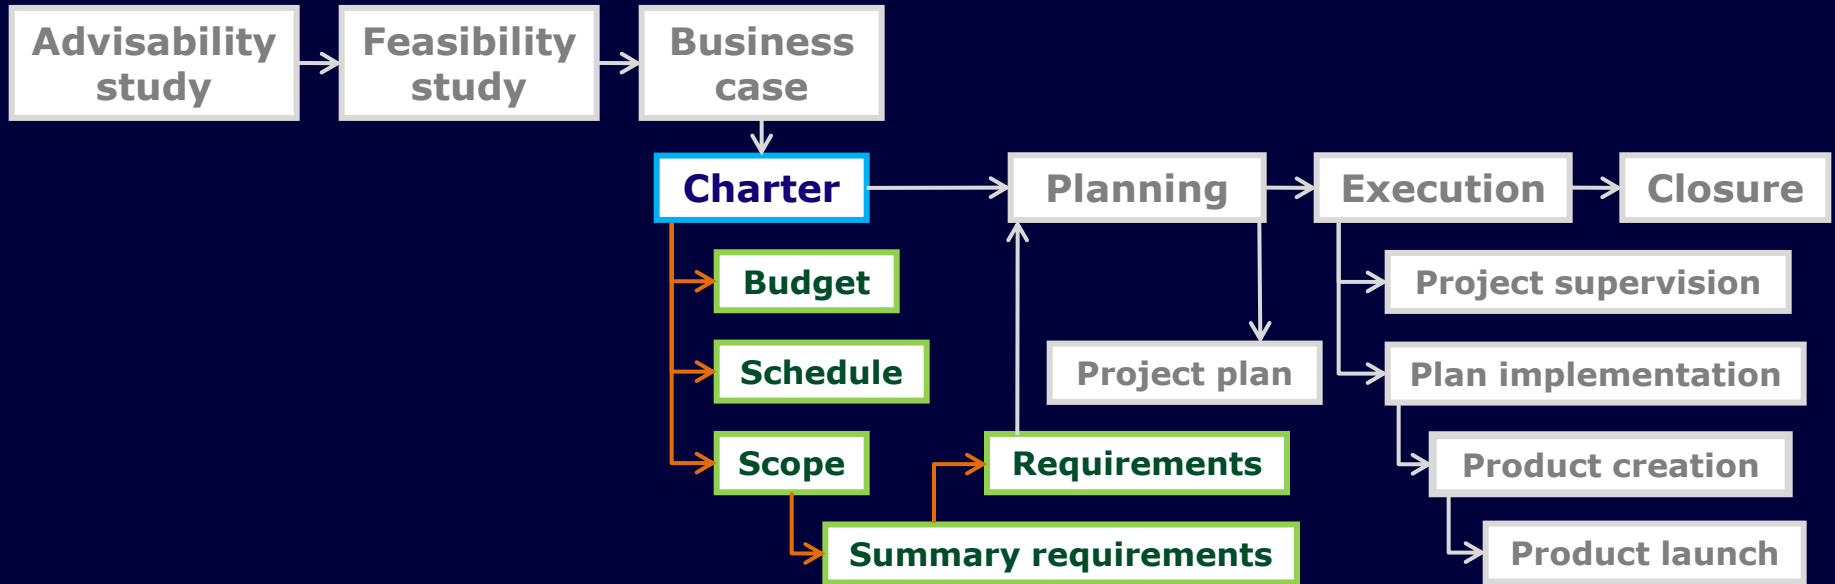 Advisability
study
Feasibility
study
Business
case
Charter
Planning
Execution
Closure
Budget
Project supervision
Schedule
Project plan
Plan implementation
Scope
Requirements
Product creation
Summary requirements
Product launch